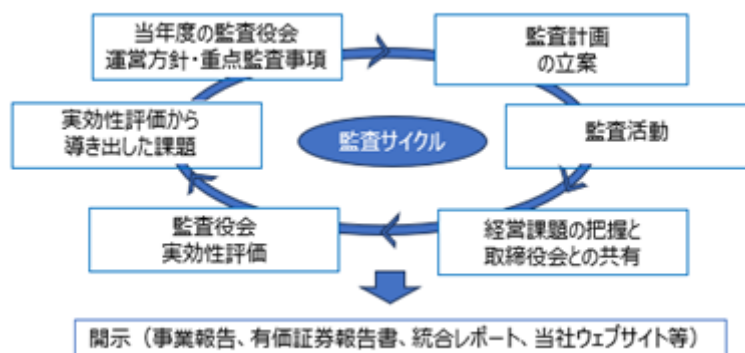 当年度の監査役会
運営方針・重点監査事項
監査計画
の立案
実効性評価から
導き出した課題
監査サイクル
監査活動
監査役会
実効性評価
経営課題の把握と
取締役会との共有
開示（事業報告、有価証券報告書、統合レポート、当社ウェブサイト等）